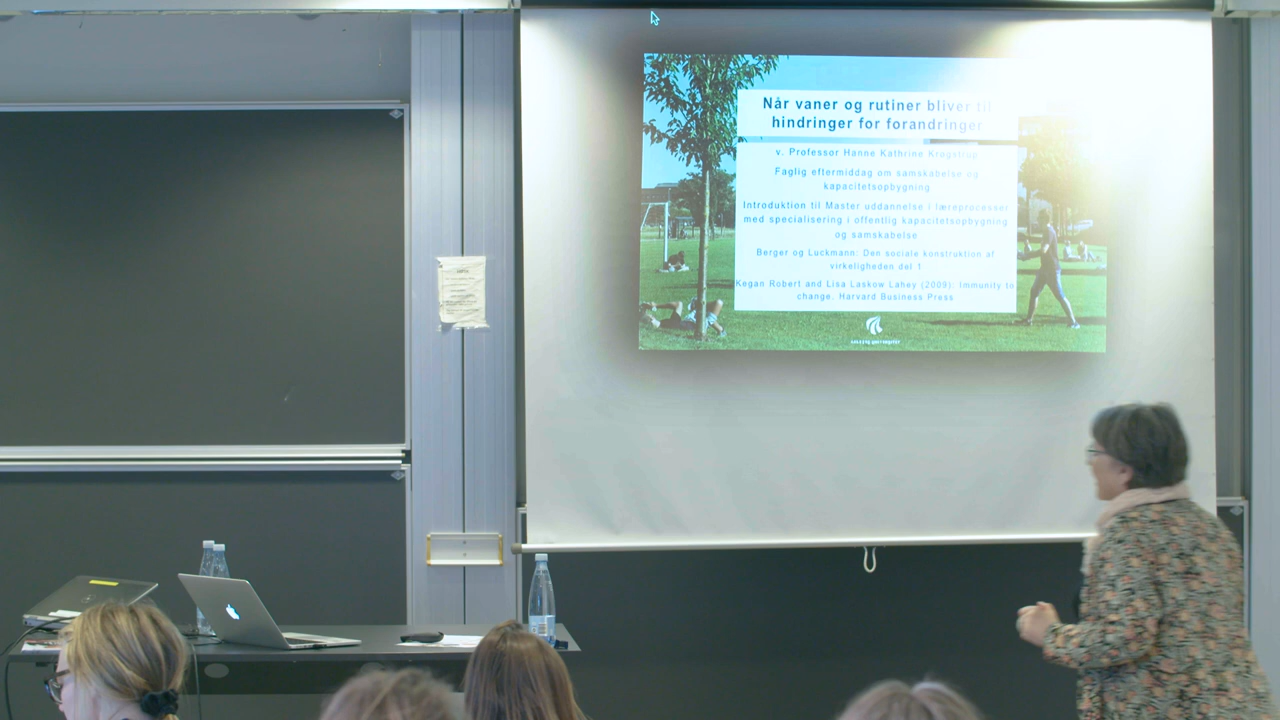 Når vaner og rutiner bliver til
hindringer for forandringer
v. Professor Hanne Kathrine Krogstrup
Faglig eftermiddag om samskabelse og
kapacitetsopbygning
Introduktion til Master uddannelse i læreprocesser
med specialisering i offentlig kapacitetsopbygning
og samskabelse
Berger og Luckmann: Den sociale konstruktion af
virkeligheden del 1
Kegan Robert and Lisa Laskow Lahey (2009): Immunity to
change. Harvard Business Press
AALBORG UNIVERSITET